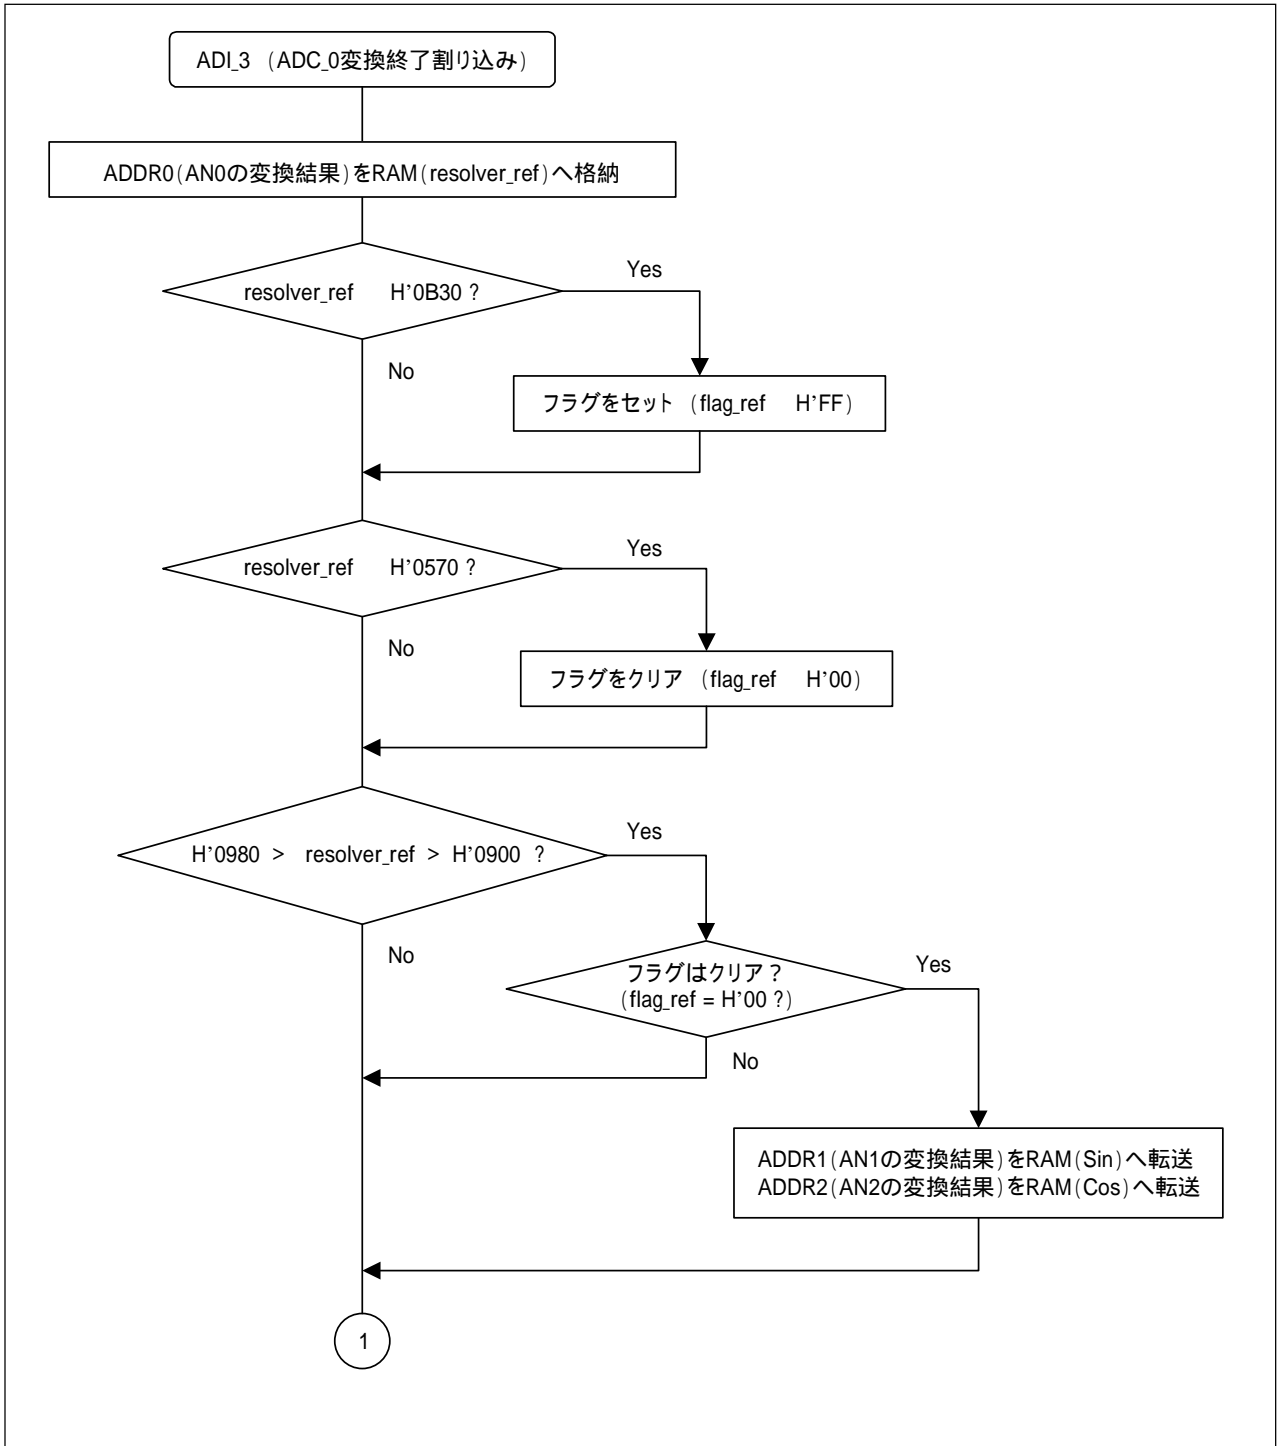 ADI_3 （ADC_0変換終了割り込み）
ADDR0（AN0の変換結果）をRAM（resolver_ref）へ格納
resolver_ref H'0B30 ?
Yes
No
フラグをセット （flag_ref H'FF）
resolver_ref H'0570 ?
Yes
No
フラグをクリア （flag_ref H'00）
H'0980 > resolver_ref > H'0900 ?
Yes
No
フラグはクリア？
（flag_ref = H'00 ?）
Yes
No
ADDR1（AN1の変換結果）をRAM（Sin）へ転送
ADDR2（AN2の変換結果）をRAM（Cos）へ転送
1